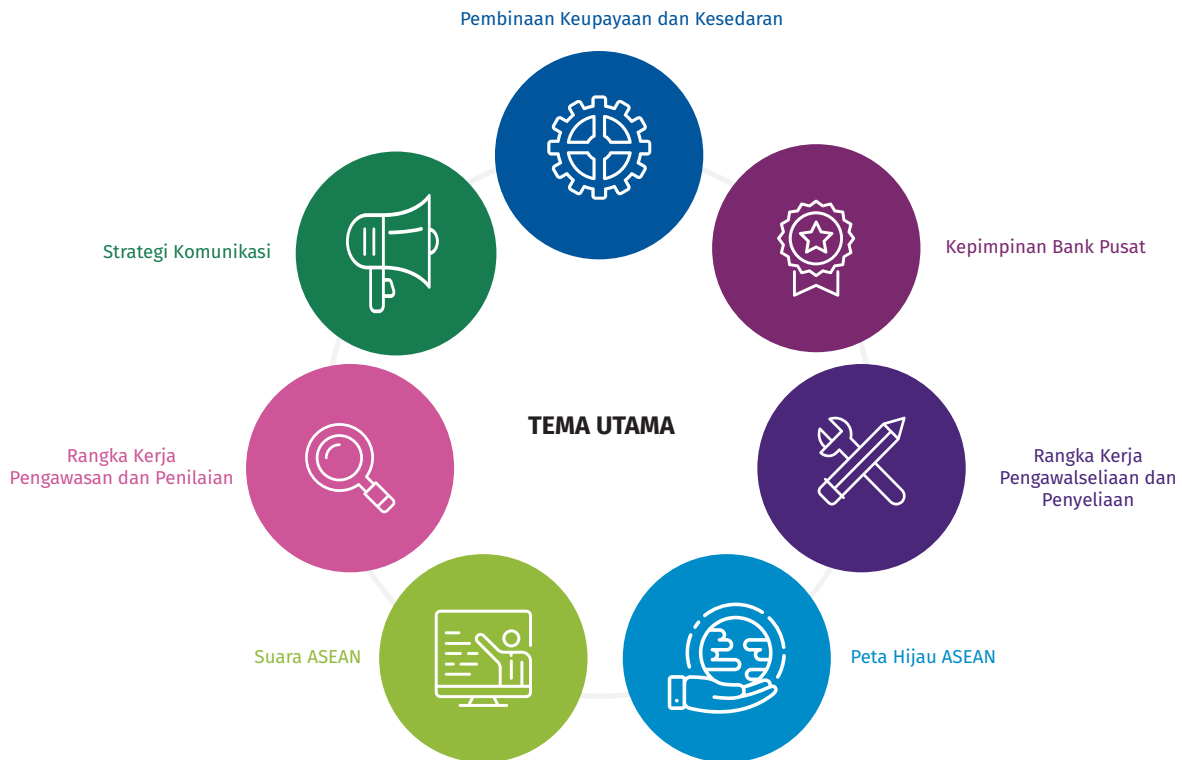 Pembinaan Keupayaan dan Kesedaran
Kepimpinan Bank Pusat
Rangka Kerja
Pengawalseliaan dan
Penyeliaan
Peta Hijau ASEAN
Suara ASEAN
Rangka Kerja
Pengawasan dan Penilaian
Strategi Komunikasi
TEMA UTAMA